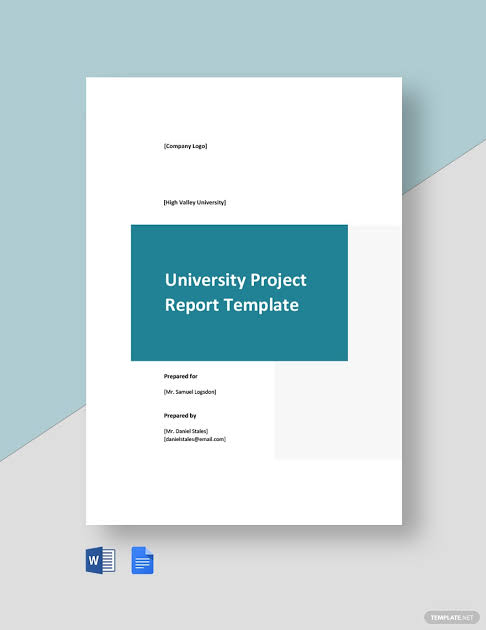 [Company Logo]
[High Valley University]
University Project
Report Template
Prepared for
[Mr. Samuel Logsdon]
Prepared by
[Mr. Daniel Stales]
[danielstales@email.com]
W
TEMPLATE.NET